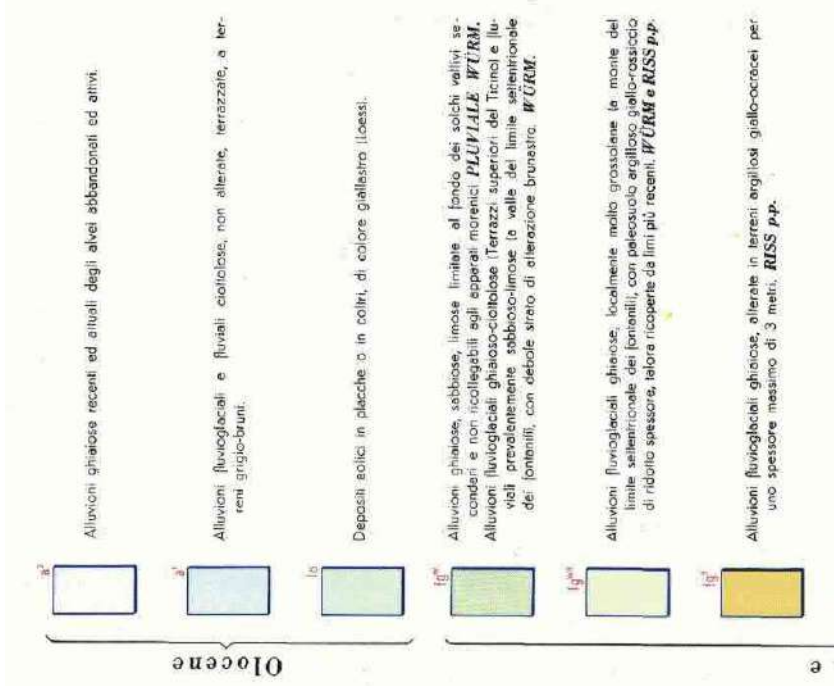 Olocene
a²
Alluvioni ghiaiose recenti ed attuali degli alvei abbandonati ed attivi.
a¹
Alluvioni fluvioglaciali e fluviali ciottolose, non alterate, terrazzate, a ter-
reni grigio-bruni.
lo
Depositi eolici in placche o in coltri, di colore giallastro (Loess).
e
fgʷ
Alluvioni ghiaiose, sabbiose, limose limitate al fondo dei solchi vallivi se-
condari e non ricollegabili agli apparati morenici PLUVIALE WÜRM.
Alluvioni fluvioglaciali ghiaioso-ciottolose (Terrazzi superiori del Ticino) e flu-
viali prevalentemente sabbioso-limose (a valle del limite settentrionale
dei fontanili), con debole strato di alterazione brunastro. WÜRM.
fgʷ⁻ʳ
Alluvioni fluvioglaciali ghiaiose, localmente molto grossolane (a monte del
limite settentrionale dei fontanili), con paleosuolo argilloso giallo-rossiccio
di ridotto spessore, talora ricoperte da limi più recenti. WÜRM e RISS p.p.
fgʳ
Alluvioni fluvioglaciali ghiaiose, alterate in terreni argillosi giallo-ocracei per
uno spessore massimo di 3 metri. RISS p.p.